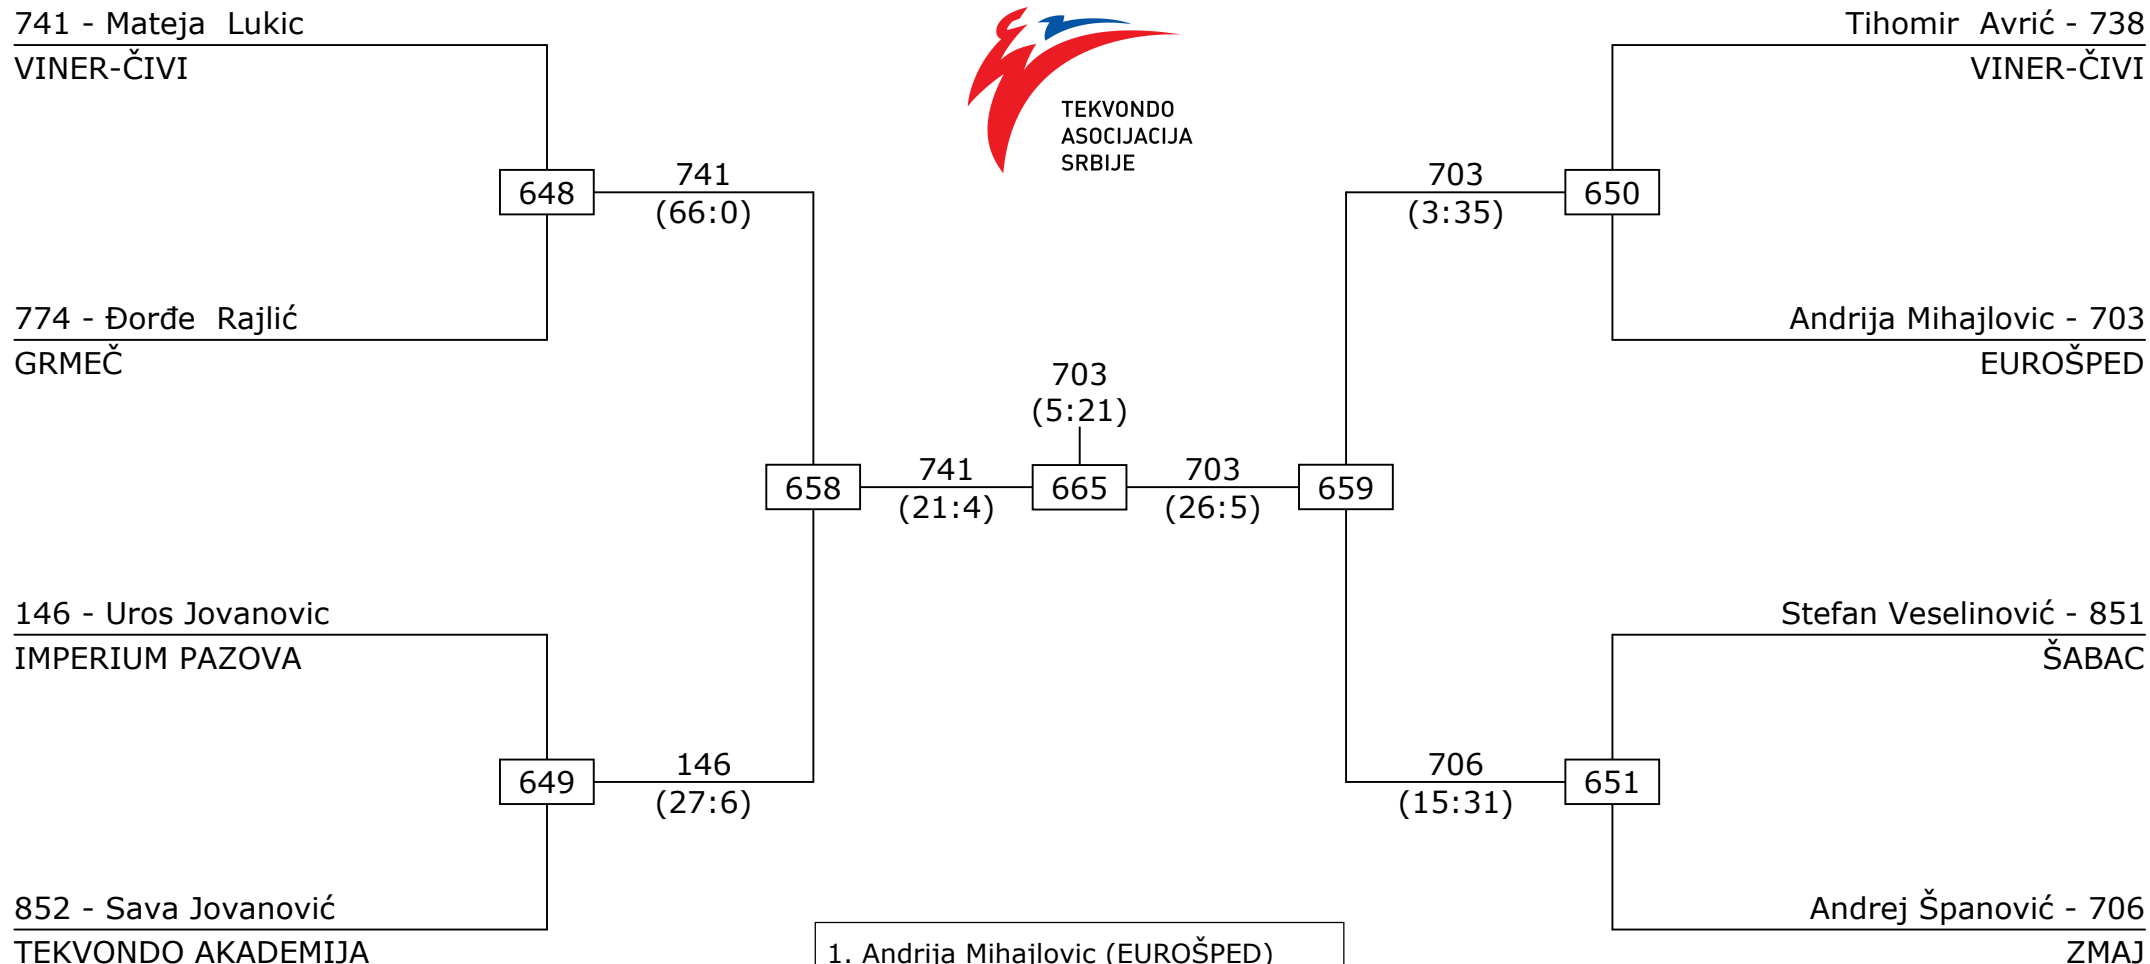 741 - Mateja  Lukic
VINER-ČIVI
774 - Đorđe  Rajlić
GRMEČ
146 - Uros Jovanovic
IMPERIUM PAZOVA
852 - Sava Jovanović
TEKVONDO AKADEMIJA
648
741
(66:0)
649
146
(27:6)
658
741
(21:4)
TEKVONDO
ASOCIJACIJA
SRBIJE
703
(5:21)
665
703
(26:5)
659
703
(3:35)
650
706
(15:31)
651
Tihomir  Avrić - 738
VINER-ČIVI
Andrija Mihajlovic - 703
EUROŠPED
Stefan Veselinović - 851
ŠABAC
Andrej Španović - 706
ZMAJ
1. Andrija Mihajlovic (EUROŠPED)